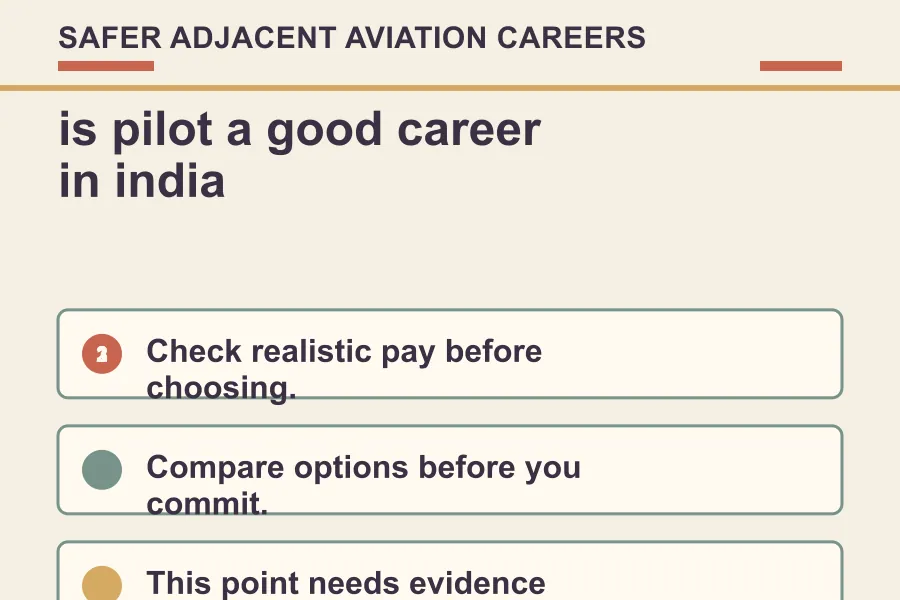 SAFER ADJACENT AVIATION CAREERS
is pilot a good career
in india
Check realistic pay before
choosing.
Compare options before you
commit.
This point needs evidence